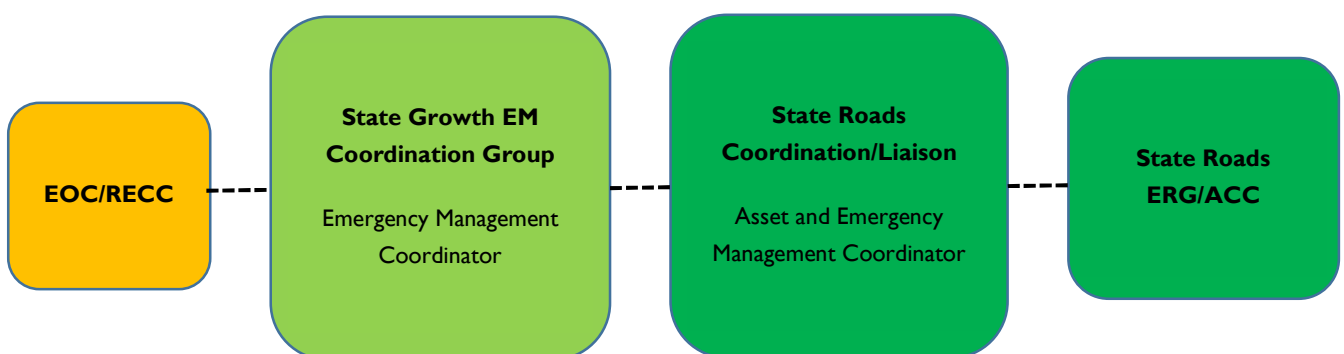 EOC/RECC
State Growth EM
Coordination Group
Emergency Management
Coordinator
State Roads
Coordination/Liaison
Asset and Emergency
Management Coordinator
State Roads
ERG/ACC